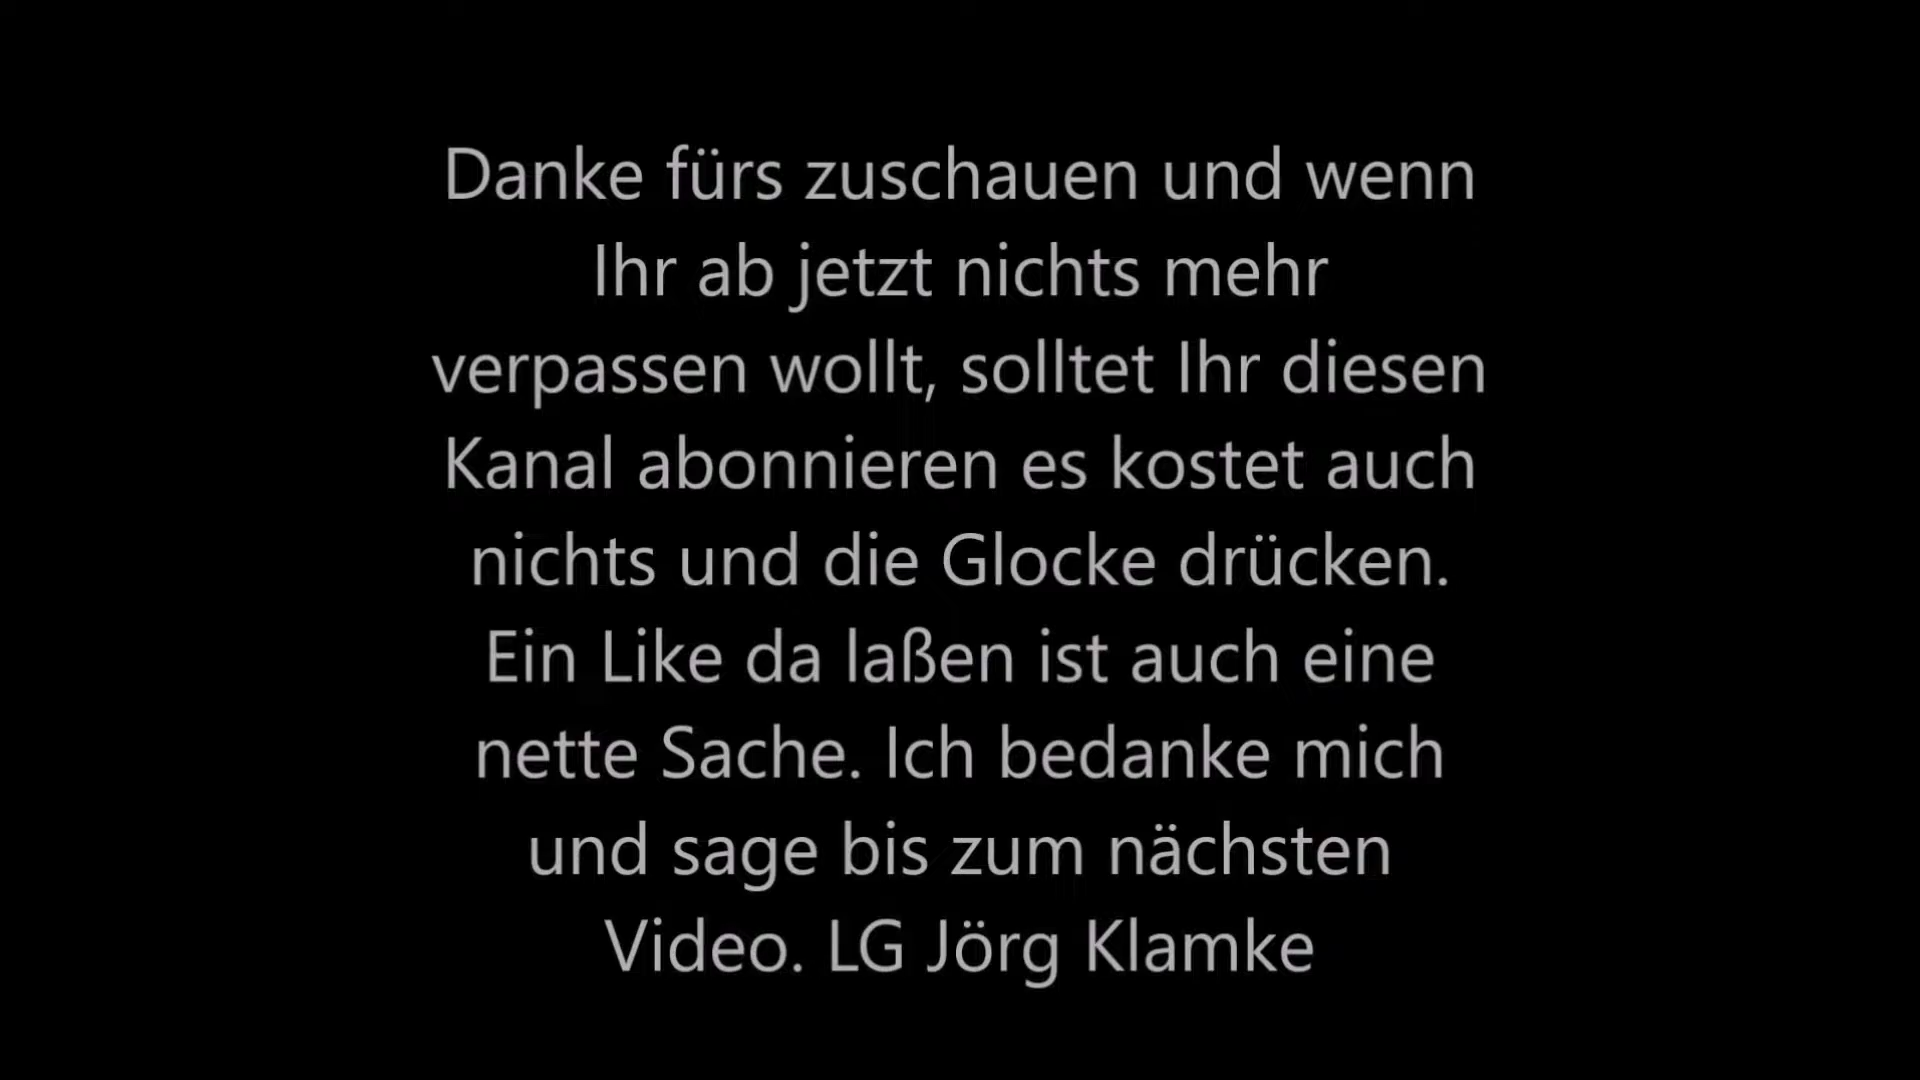 Danke fürs zuschauen und wenn
Ihr ab jetzt nichts mehr
verpassen wollt, solltet Ihr diesen
Kanal abonnieren es kostet auch
nichts und die Glocke drücken.
Ein Like da laßen ist auch eine
nette Sache. Ich bedanke mich
und sage bis zum nächsten
Video. LG Jörg Klamke